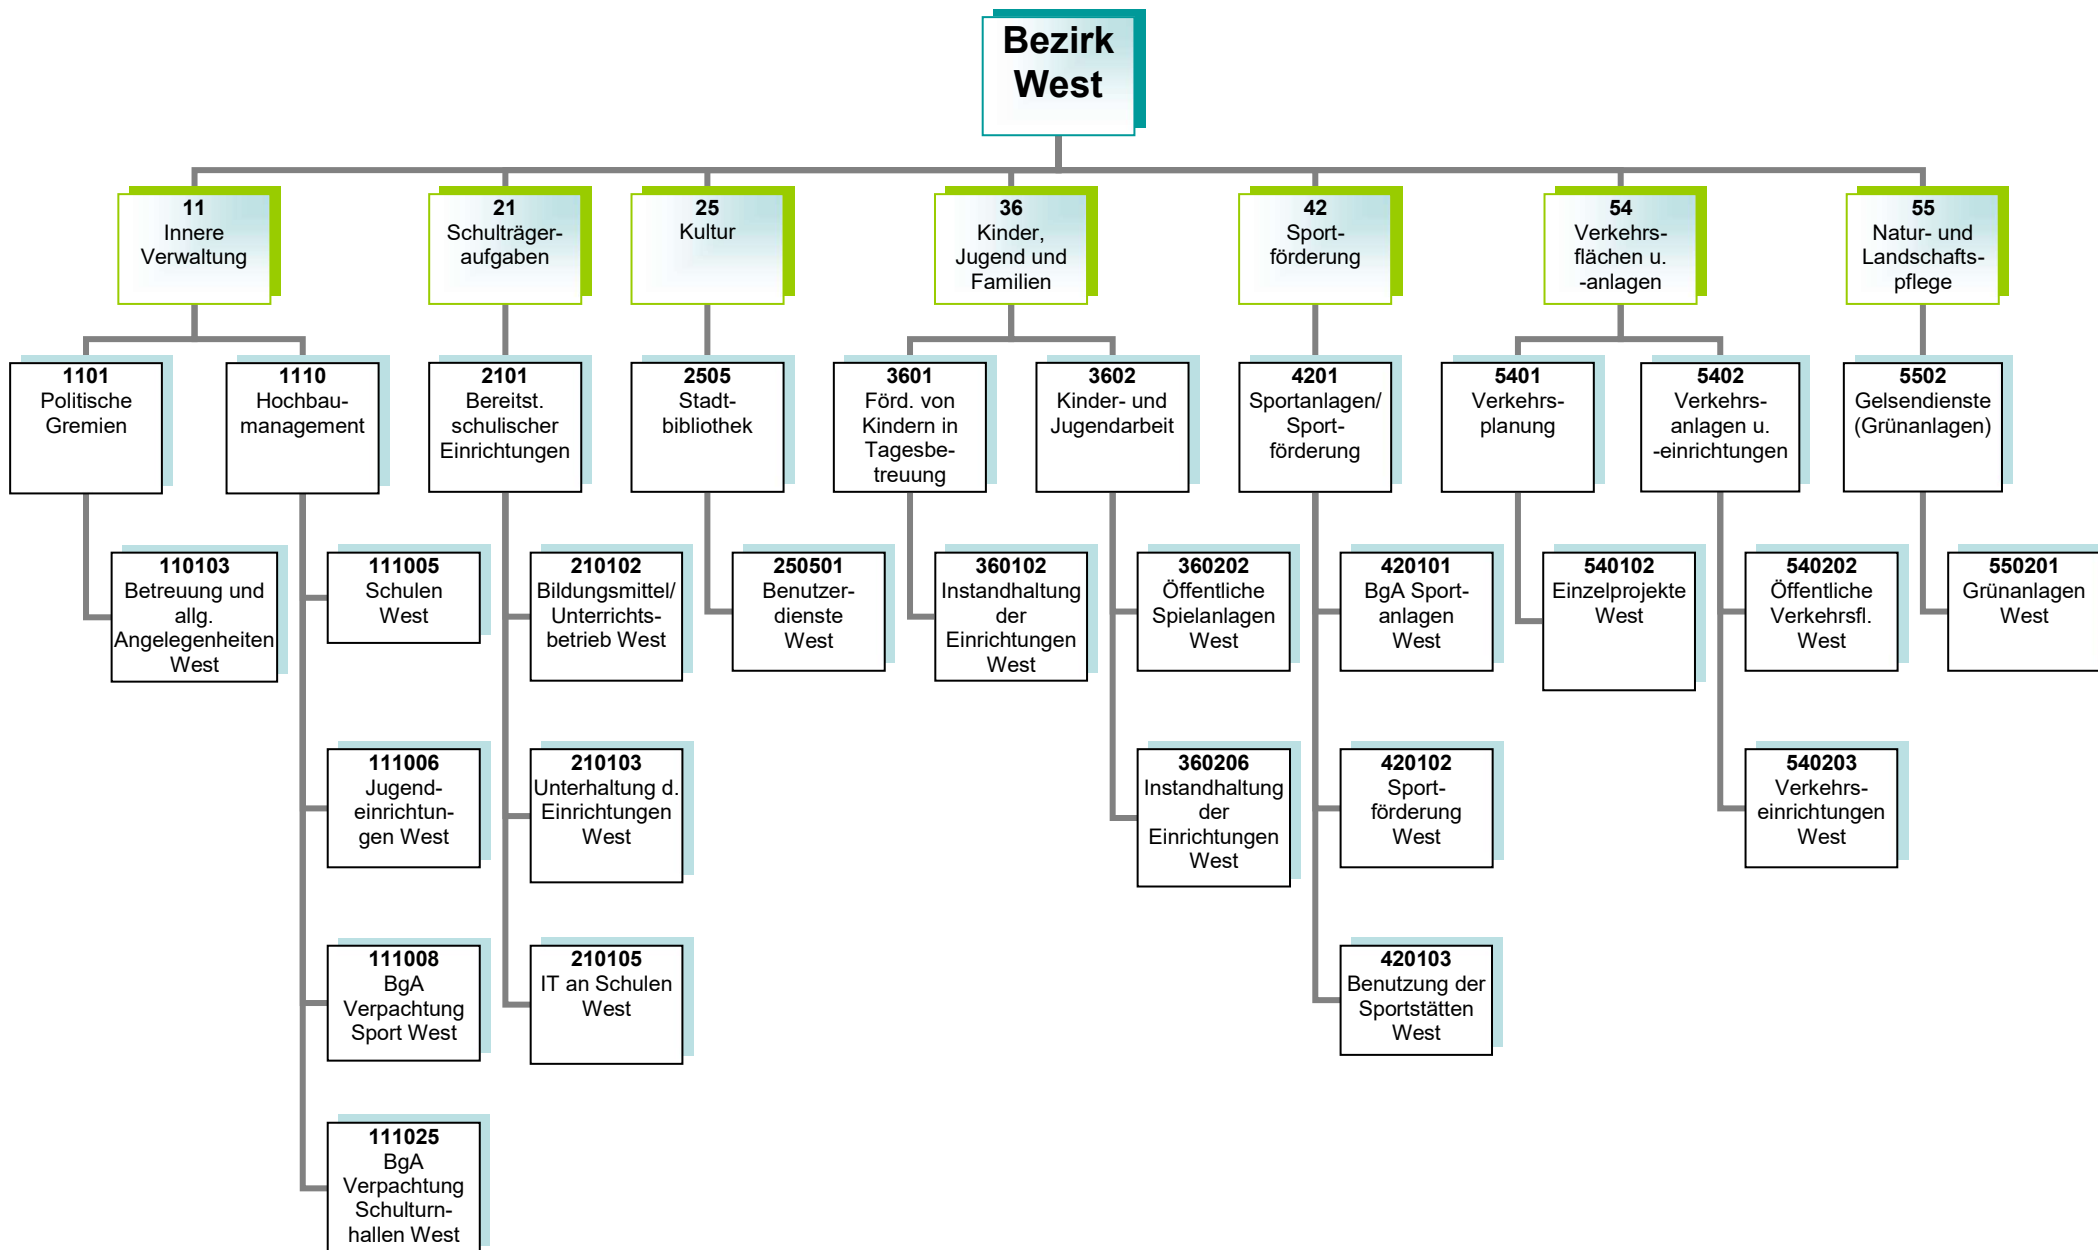 Bezirk
West
11
Innere
Verwaltung
21
Schulträger-
aufgaben
25
Kultur
36
Kinder,
Jugend und
Familien
42
Sport-
förderung
54
Verkehrs-
flächen u.
-anlagen
55
Natur- und
Landschafts-
pflege
1101
Politische
Gremien
1110
Hochbau-
management
2101
Bereitst.
schulischer
Einrichtungen
2505
Stadt-
bibliothek
3601
Förd. von
Kindern in
Tagesbe-
treuung
3602
Kinder- und
Jugendarbeit
4201
Sportanlagen/
Sport-
förderung
5401
Verkehrs-
planung
5402
Verkehrs-
anlagen u.
-einrichtungen
5502
Gelsendienste
(Grünanlagen)
110103
Betreuung und
allg.
Angelegenheiten
West
111005
Schulen
West
210102
Bildungsmittel/
Unterrichts-
betrieb West
250501
Benutzer-
dienste
West
360102
Instandhaltung
der
Einrichtungen
West
360202
Öffentliche
Spielanlagen
West
420101
BgA Sport-
anlagen
West
540102
Einzelprojekte
West
540202
Öffentliche
Verkehrsfl.
West
550201
Grünanlagen
West
111006
Jugend-
einrichtun-
gen West
210103
Unterhaltung d.
Einrichtungen
West
360206
Instandhaltung
der
Einrichtungen
West
420102
Sport-
förderung
West
540203
Verkehrs-
einrichtungen
West
111008
BgA
Verpachtung
Sport West
210105
IT an Schulen
West
420103
Benutzung der
Sportstätten
West
111025
BgA
Verpachtung
Schulturn-
hallen West